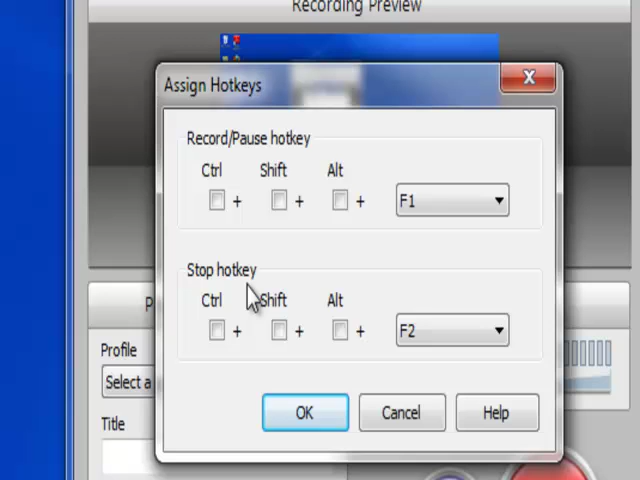 Recording Preview
Assign Hotkeys
Record/Pause hotkey
Ctrl Shift Alt
+ + + F1
Stop hotkey
Ctrl Shift Alt
+ + + F2
P
Profile
Select a
Title
OK Cancel Help